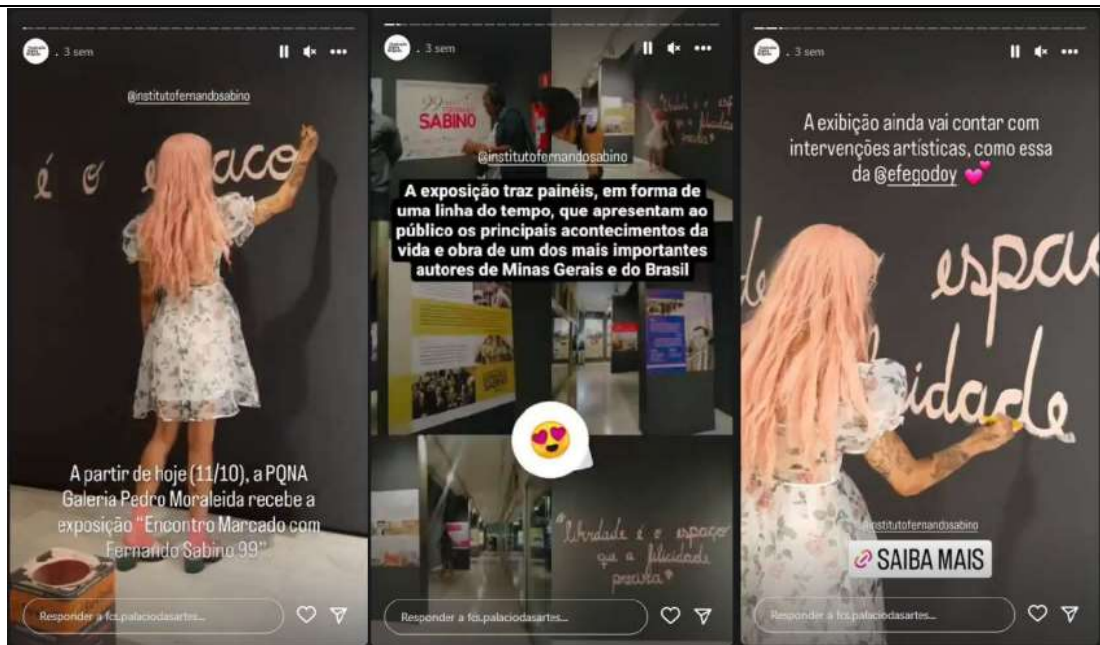 . 3 sem
@institutofernandosabino
é o espaço
A partir de hoje (11/10), a PQNA
Galeria Pedro Moraleida recebe a
exposição "Encontro Marcado com
Fernando Sabino 99"
Responder a fcs.palaciodasartes...
. 3 sem
99
SABINO
@institutofernandosabino
A exposição traz painéis, em forma de
uma linha do tempo, que apresentam ao
público os principais acontecimentos da
vida e obra de um dos mais importantes
autores de Minas Gerais e do Brasil
SABINO
"liberdade é o espaço
que a felicidade
precisa"
Responder a fcs.palaciodasartes...
. 3 sem
A exibição ainda vai contar com
intervenções artísticas, como essa
da @efegodoy
de espaç
licidade
@institutofernandosabino
SAIBA MAIS
Responder a fcs.palaciodasartes...